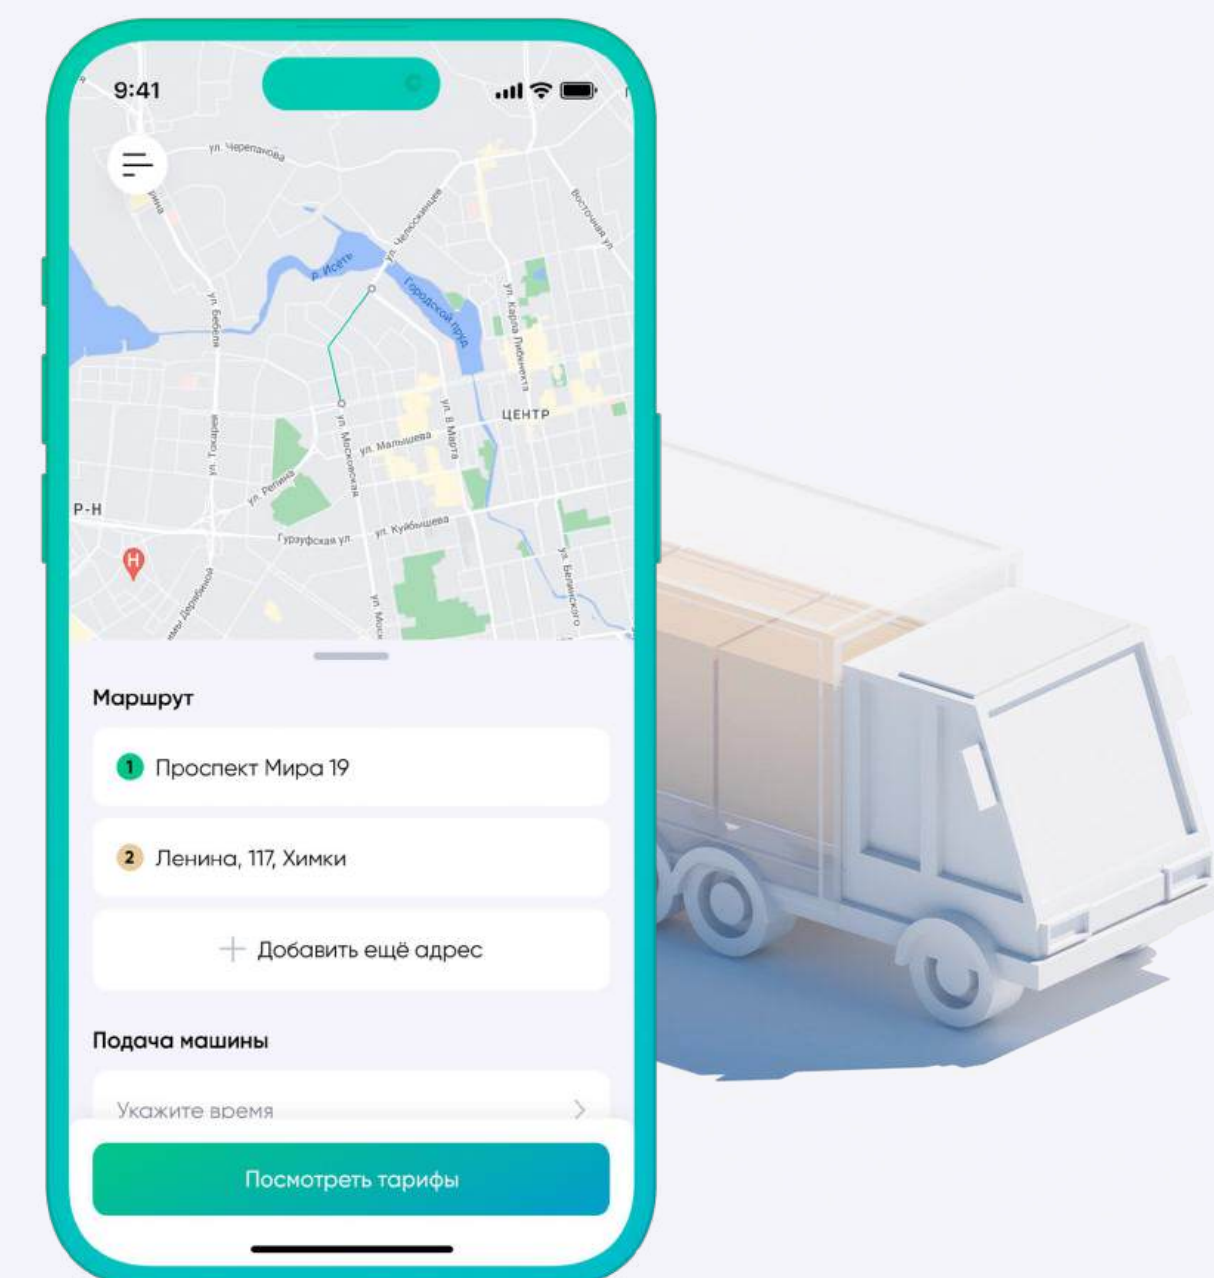 9:41
ул. Черепанова
ул. Челюскинцев
Восточная ул.
р. Исеть
Городской пруд
ул. Бебеля
ул. Карла Либкнехта
ЦЕНТР
ул. 8 Марта
ул. Малышева
ул. Московская
ул. Токарей
ул. Репина
Р-Н
ул. Куйбышева
Гурзуфская ул.
H
ул. Белинского
ул. Моск
Маршрут
1 Проспект Мира 19
2 Ленина, 117, Химки
+ Добавить ещё адрес
Подача машины
Укажите время
Посмотреть тарифы